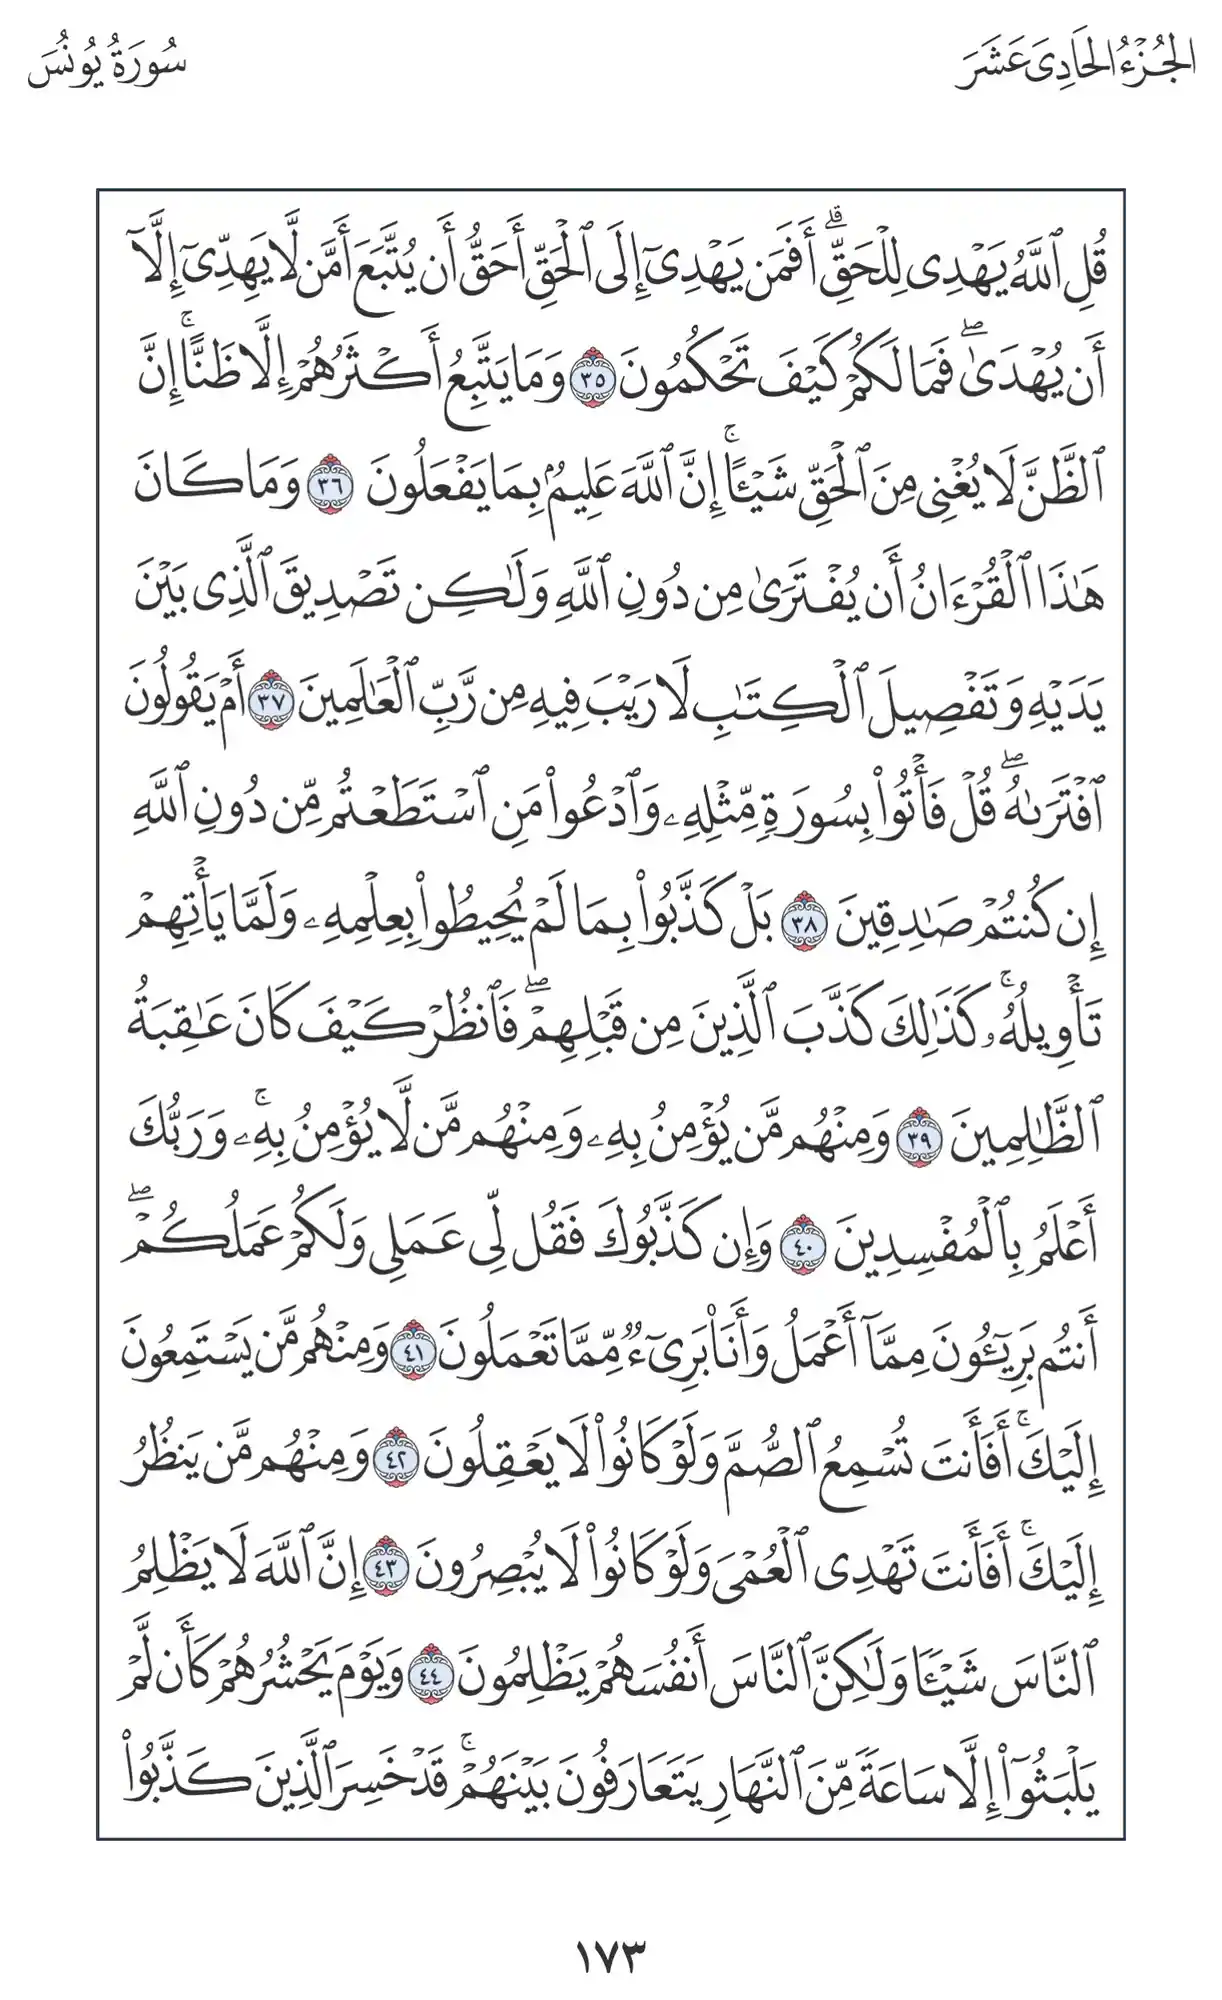 الجُزْءُ الحَادِىَ عَشَرَ
سُورَةُ يُونُسَ
قُلِ ٱللَّهُ يَهْدِى لِلْحَقِّ ۗ أَفَمَن يَهْدِىٓ إِلَى ٱلْحَقِّ أَحَقُّ أَن يُتَّبَعَ أَمَّن لَّا يَهِدِّىٓ إِلَّآ
أَن يُهْدَىٰ ۖ فَمَا لَكُمْ كَيْفَ تَحْكُمُونَ ٣٥ وَمَا يَتَّبِعُ أَكْثَرُهُمْ إِلَّا ظَنًّا ۚ إِنَّ
ٱلظَّنَّ لَا يُغْنِى مِنَ ٱلْحَقِّ شَيْـًٔا ۚ إِنَّ ٱللَّهَ عَلِيمٌۢ بِمَا يَفْعَلُونَ ٣٦ وَمَا كَانَ
هَـٰذَا ٱلْقُرْءَانُ أَن يُفْتَرَىٰ مِن دُونِ ٱللَّهِ وَلَـٰكِن تَصْدِيقَ ٱلَّذِى بَيْنَ
يَدَيْهِ وَتَفْصِيلَ ٱلْكِتَـٰبِ لَا رَيْبَ فِيهِ مِن رَّبِّ ٱلْعَـٰلَمِينَ ٣٧ أَمْ يَقُولُونَ
ٱفْتَرَىٰهُ ۖ قُلْ فَأْتُوا۟ بِسُورَةٍ مِّثْلِهِۦ وَٱدْعُوا۟ مَنِ ٱسْتَطَعْتُم مِّن دُونِ ٱللَّهِ
إِن كُنتُمْ صَـٰدِقِينَ ٣٨ بَلْ كَذَّبُوا۟ بِمَا لَمْ يُحِيطُوا۟ بِعِلْمِهِۦ وَلَمَّا يَأْتِهِمْ
تَأْوِيلُهُۥ ۚ كَذَٰلِكَ كَذَّبَ ٱلَّذِينَ مِن قَبْلِهِمْ ۖ فَٱنظُرْ كَيْفَ كَانَ عَـٰقِبَةُ
ٱلظَّـٰلِمِينَ ٣٩ وَمِنْهُم مَّن يُؤْمِنُ بِهِۦ وَمِنْهُم مَّن لَّا يُؤْمِنُ بِهِۦ ۚ وَرَبُّكَ
أَعْلَمُ بِٱلْمُفْسِدِينَ ٤٠ وَإِن كَذَّبُوكَ فَقُل لِّى عَمَلِى وَلَكُمْ عَمَلُكُمْ ۖ
أَنتُم بَرِيٓـُٔونَ مِمَّآ أَعْمَلُ وَأَنَا۠ بَرِىٓءٌ مِّمَّا تَعْمَلُونَ ٤١ وَمِنْهُم مَّن يَسْتَمِعُونَ
إِلَيْكَ ۚ أَفَأَنتَ تُسْمِعُ ٱلصُّمَّ وَلَوْ كَانُوا۟ لَا يَعْقِلُونَ ٤٢ وَمِنْهُم مَّن يَنظُرُ
إِلَيْكَ ۚ أَفَأَنتَ تَهْدِى ٱلْعُمْىَ وَلَوْ كَانُوا۟ لَا يُبْصِرُونَ ٤٣ إِنَّ ٱللَّهَ لَا يَظْلِمُ
ٱلنَّاسَ شَيْـًٔا وَلَـٰكِنَّ ٱلنَّاسَ أَنفُسَهُمْ يَظْلِمُونَ ٤٤ وَيَوْمَ يَحْشُرُهُمْ كَأَن لَّمْ
يَلْبَثُوٓا۟ إِلَّا سَاعَةً مِّنَ ٱلنَّهَارِ يَتَعَارَفُونَ بَيْنَهُمْ ۚ قَدْ خَسِرَ ٱلَّذِينَ كَذَّبُوا۟
١٧٣